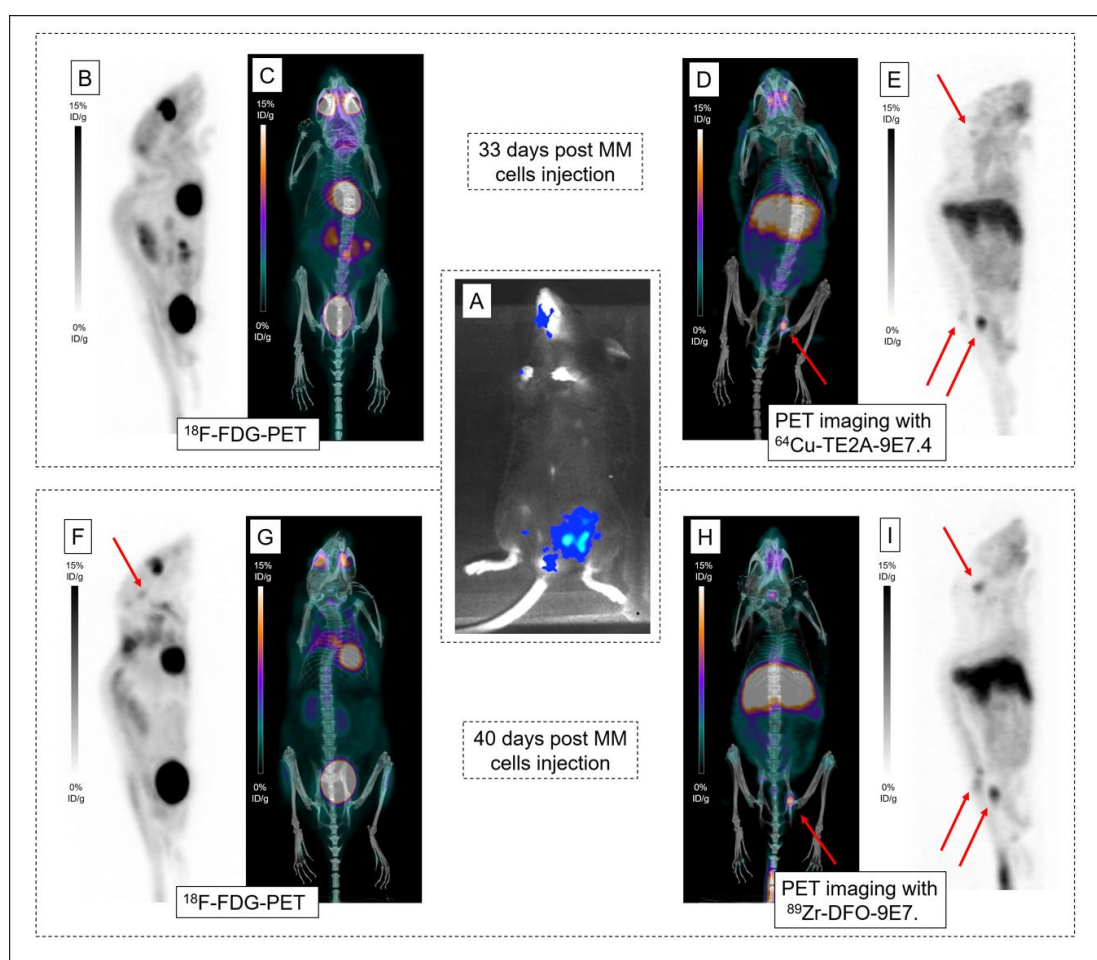 B
C
D
E
15%
ID/g
0%
ID/g
15%
ID/g
0%
ID/g
33 days post MM
cells injection
15%
ID/g
0%
ID/g
15%
ID/g
0%
ID/g
¹⁸F-FDG-PET
PET imaging with
⁶⁴Cu-TE2A-9E7.4
A
F
G
H
I
15%
ID/g
0%
ID/g
15%
ID/g
0%
ID/g
40 days post MM
cells injection
15%
ID/g
0%
ID/g
15%
ID/g
0%
ID/g
¹⁸F-FDG-PET
PET imaging with
⁸⁹Zr-DFO-9E7.